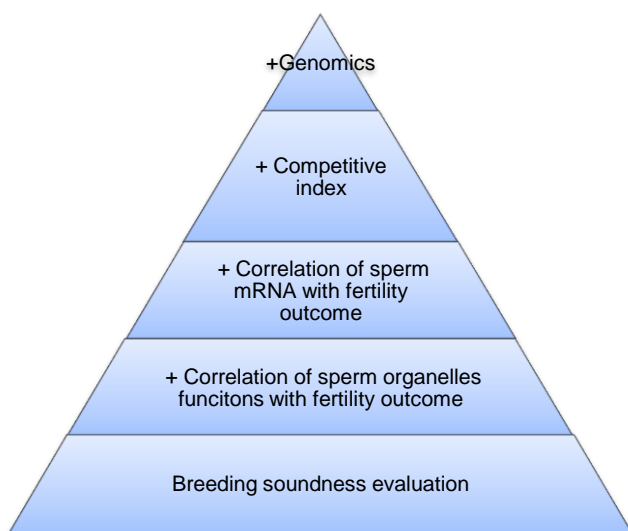 +Genomics
+ Competitive
index
+ Correlation of sperm
mRNA with fertility
outcome
+ Correlation of sperm organelles
funcitons with fertility outcome
Breeding soundness evaluation